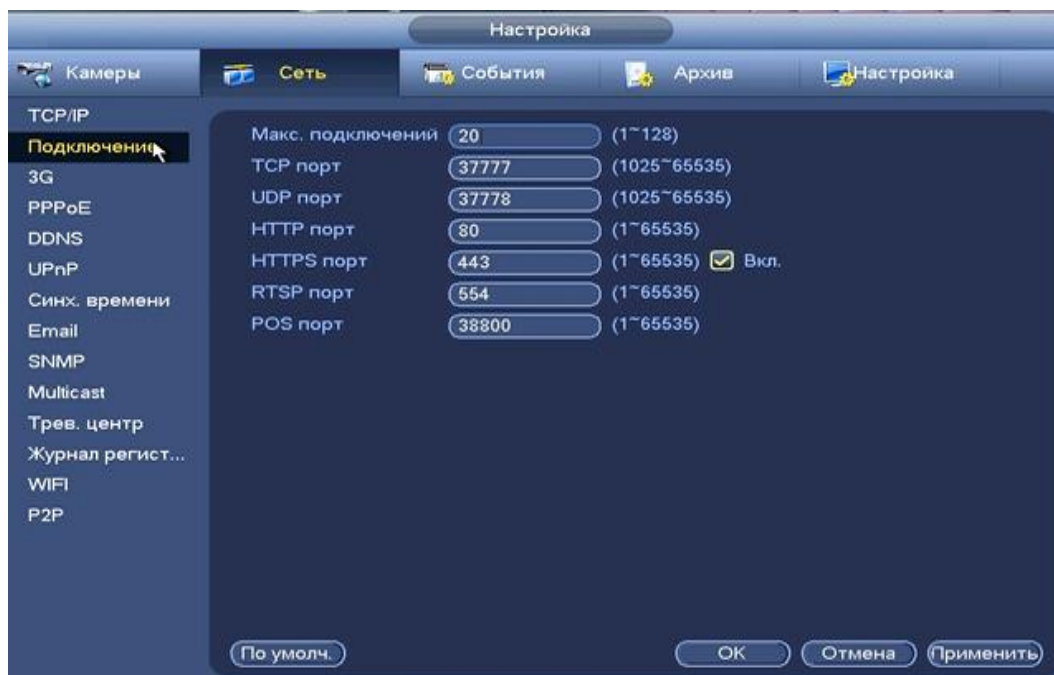 Настройка
Камеры Сеть События Архив Настройка
TCP/IP
Подключение
3G
PPPoE
DDNS
UPnP
Синх. времени
Email
SNMP
Multicast
Трев. центр
Журнал регист...
WIFI
P2P
Макс. подключений 20 (1~128)
TCP порт 37777 (1025~65535)
UDP порт 37778 (1025~65535)
HTTP порт 80 (1~65535)
HTTPS порт 443 (1~65535) Вкл.
RTSP порт 554 (1~65535)
POS порт 38800 (1~65535)
По умолч. OK Отмена Применить